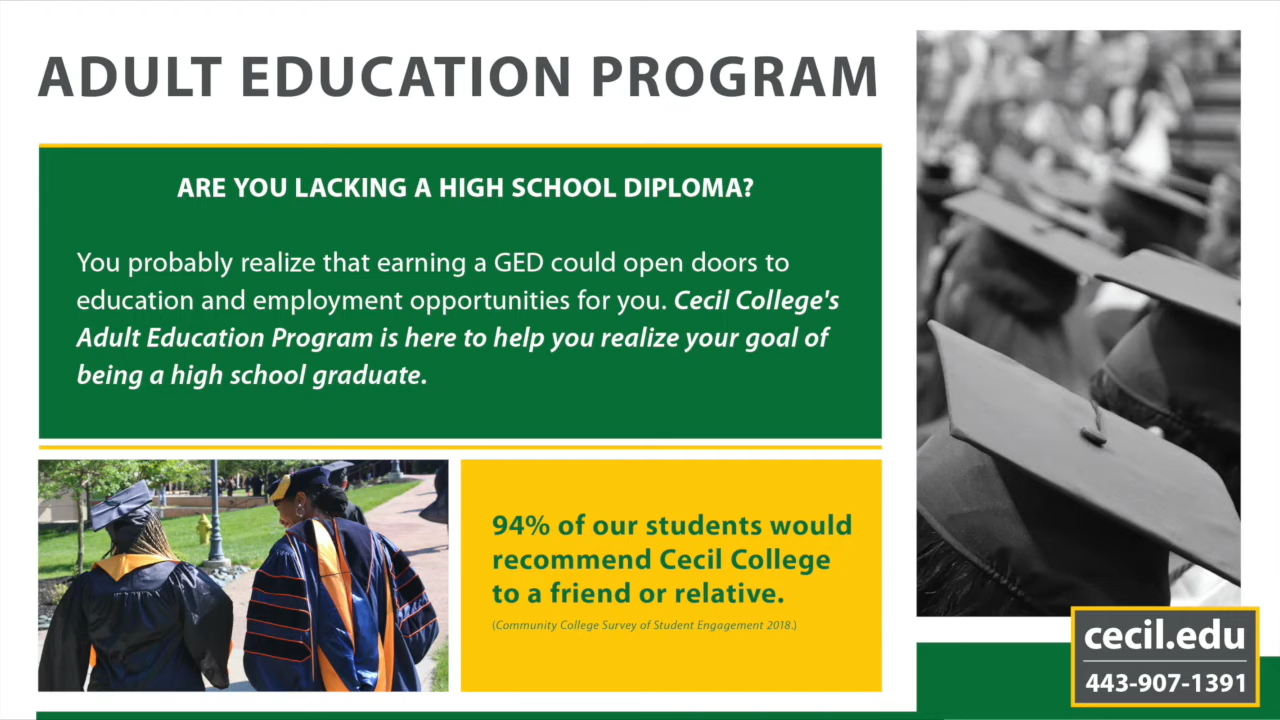 ADULT EDUCATION PROGRAM
ARE YOU LACKING A HIGH SCHOOL DIPLOMA?
You probably realize that earning a GED could open doors to
education and employment opportunities for you. Cecil College's
Adult Education Program is here to help you realize your goal of
being a high school graduate.
94% of our students would
recommend Cecil College
to a friend or relative.
(Community College Survey of Student Engagement 2018.)
cecil.edu
443-907-1391